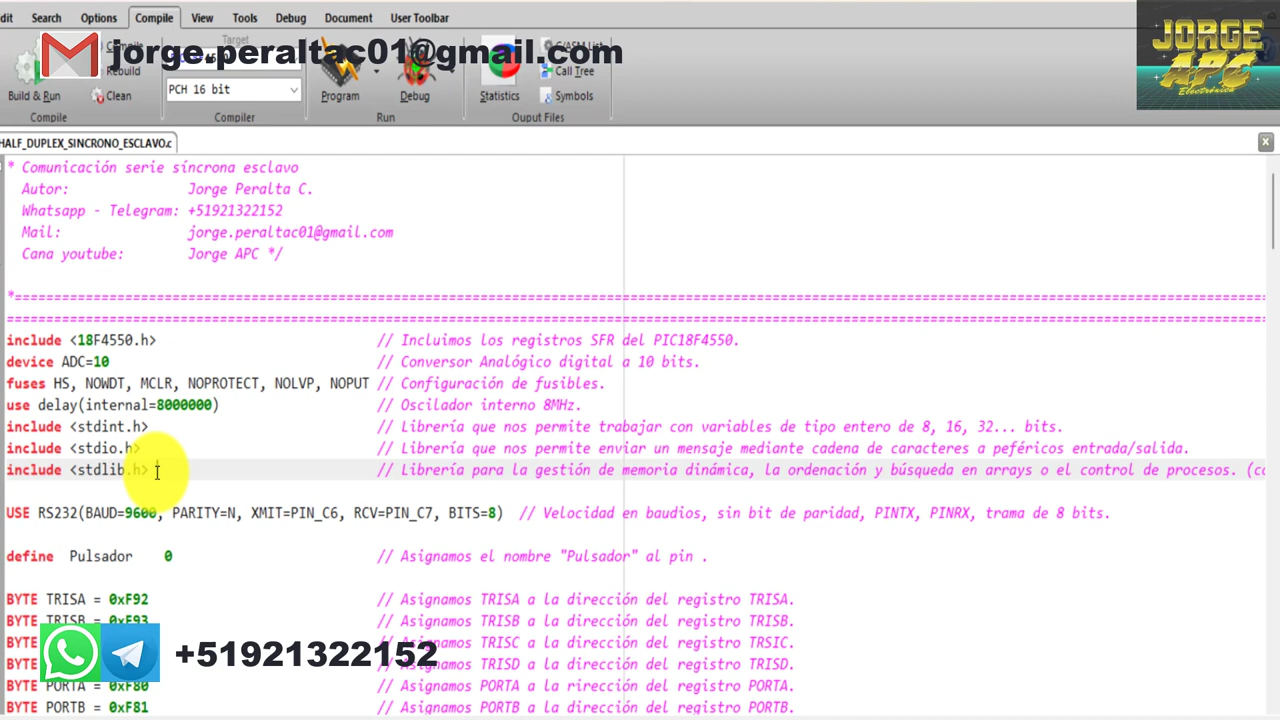 dit Search Options Compile View Tools Debug Document User Toolbar
Target
jorge.peraltac01@gmail.com
JORGE
APC
Electrónica
Rebuild
Call Tree
PCH 16 bit
Build & Run Clean Program Debug Statistics Symbols
Compile Compiler Run Ouput Files
HALF_DUPLEX_SINCRONO_ESCLAVO.c
* Comunicación serie síncrona esclavo
Autor: Jorge Peralta C.
Whatsapp - Telegram: +51921322152
Mail: jorge.peraltac01@gmail.com
Cana youtube: Jorge APC */
*================================================================
================================================================
include <18F4550.h> // Incluimos los registros SFR del PIC18F4550.
device ADC=10 // Conversor Analógico digital a 10 bits.
fuses HS, NOWDT, MCLR, NOPROTECT, NOLVP, NOPUT // Configuración de fusibles.
use delay(internal=8000000) // Oscilador interno 8MHz.
include <stdint.h> // Librería que nos permite trabajar con variables de tipo entero de 8, 16, 32... bits.
include <stdio.h> // Librería que nos permite enviar un mensaje mediante cadena de caracteres a peféricos entrada/salida.
include <stdlib.h> // Librería para la gestión de memoria dinámica, la ordenación y búsqueda en arrays o el control de procesos. (co
USE RS232(BAUD=9600, PARITY=N, XMIT=PIN_C6, RCV=PIN_C7, BITS=8) // Velocidad en baudios, sin bit de paridad, PINTX, PINRX, trama de 8 bits.
define Pulsador 0 // Asignamos el nombre "Pulsador" al pin .
BYTE TRISA = 0xF92 // Asignamos TRISA a la dirección del registro TRISA.
BYTE TRISB = 0xF93 // Asignamos TRISB a la dirección del registro TRISB.
// Asignamos TRISC a la dirección del registro TRSIC.
+51921322152
// Asignamos TRISD a la dirección del registro TRISD.
BYTE PORTA = 0xF80 // Asignamos PORTA a la rirección del registro PORTA.
BYTE PORTB = 0xF81 // Asignamos PORTB a la dirección del registro PORTB.